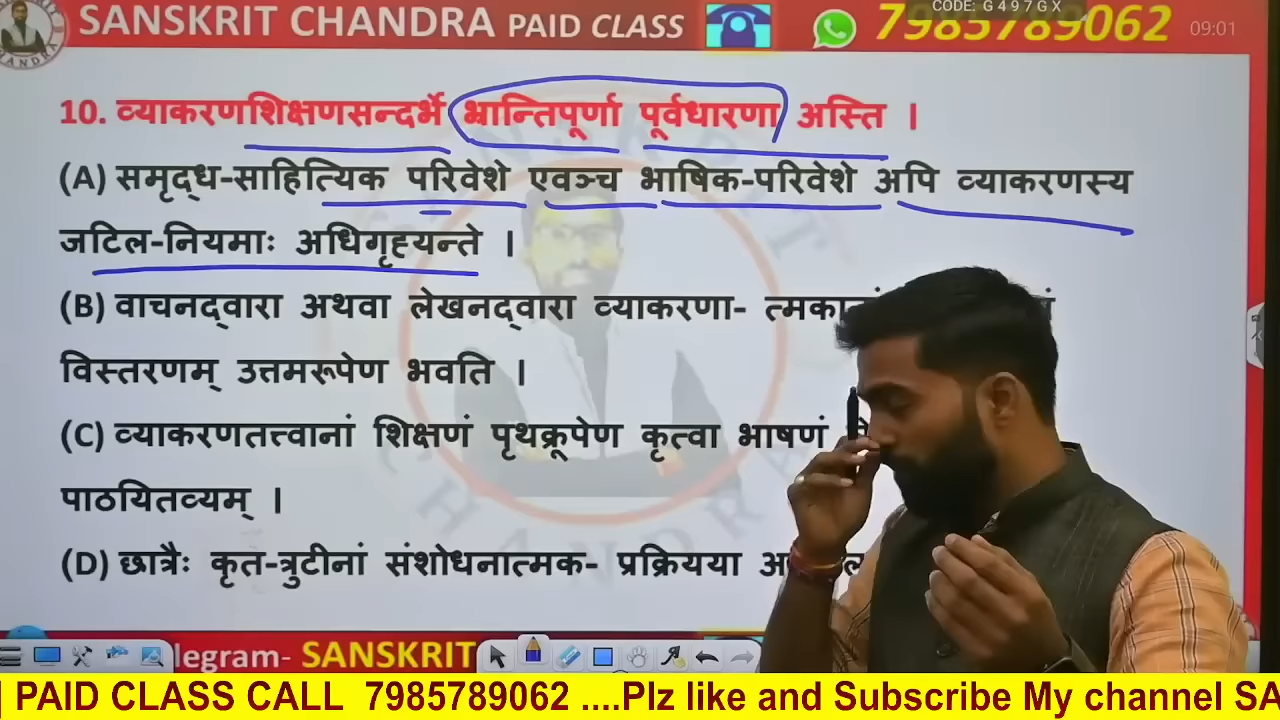 SANSKRIT CHANDRA PAID CLASS
7985789062
CODE: G 4 9 7 G X
09:01
10. व्याकरणशिक्षणसन्दर्भे भ्रान्तिपूर्णा पूर्वधारणा अस्ति ।
(A) समृद्ध-साहित्यिक परिवेशे एवञ्च भाषिक-परिवेशे अपि व्याकरणस्य
जटिल-नियमाः अधिगृह्यन्ते ।
(B) वाचनद्वारा अथवा लेखनद्वारा व्याकरणा-
विस्तरणम् उत्तमरूपेण भवति ।
(C) व्याकरणतत्त्वानां शिक्षणं पृथक्रूपेण कृत्वा भाषणं
पाठयितव्यम् ।
(D) छात्रैः कृत-त्रुटीनां संशोधनात्मक- प्रक्रियया
legram- SANSKRIT
PAID CLASS CALL 7985789062 ....Plz like and Subscribe My channel SA